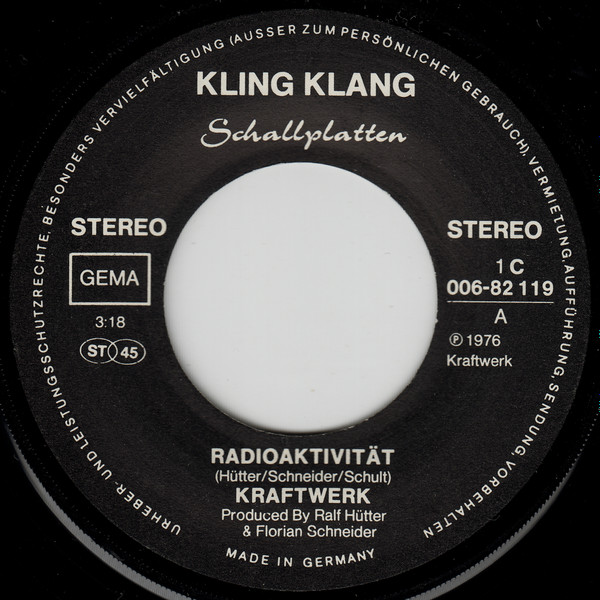 URHEBER- UND LEISTUNGSSCHUTZRECHTE, BESONDERS VERVIELFÄLTIGUNG (AUSSER ZUM PERSÖNLICHEN GEBRAUCH), VERMIETUNG, AUFFÜHRUNG, SENDUNG, VORBEHALTEN
KLING KLANG
Schallplatten
STEREO
GEMA
3:18
ST 45
STEREO
1 C
006-82 119
A
℗ 1976
Kraftwerk
RADIOAKTIVITÄT
(Hütter/Schneider/Schult)
KRAFTWERK
Produced By Ralf Hütter
& Florian Schneider
MADE IN GERMANY